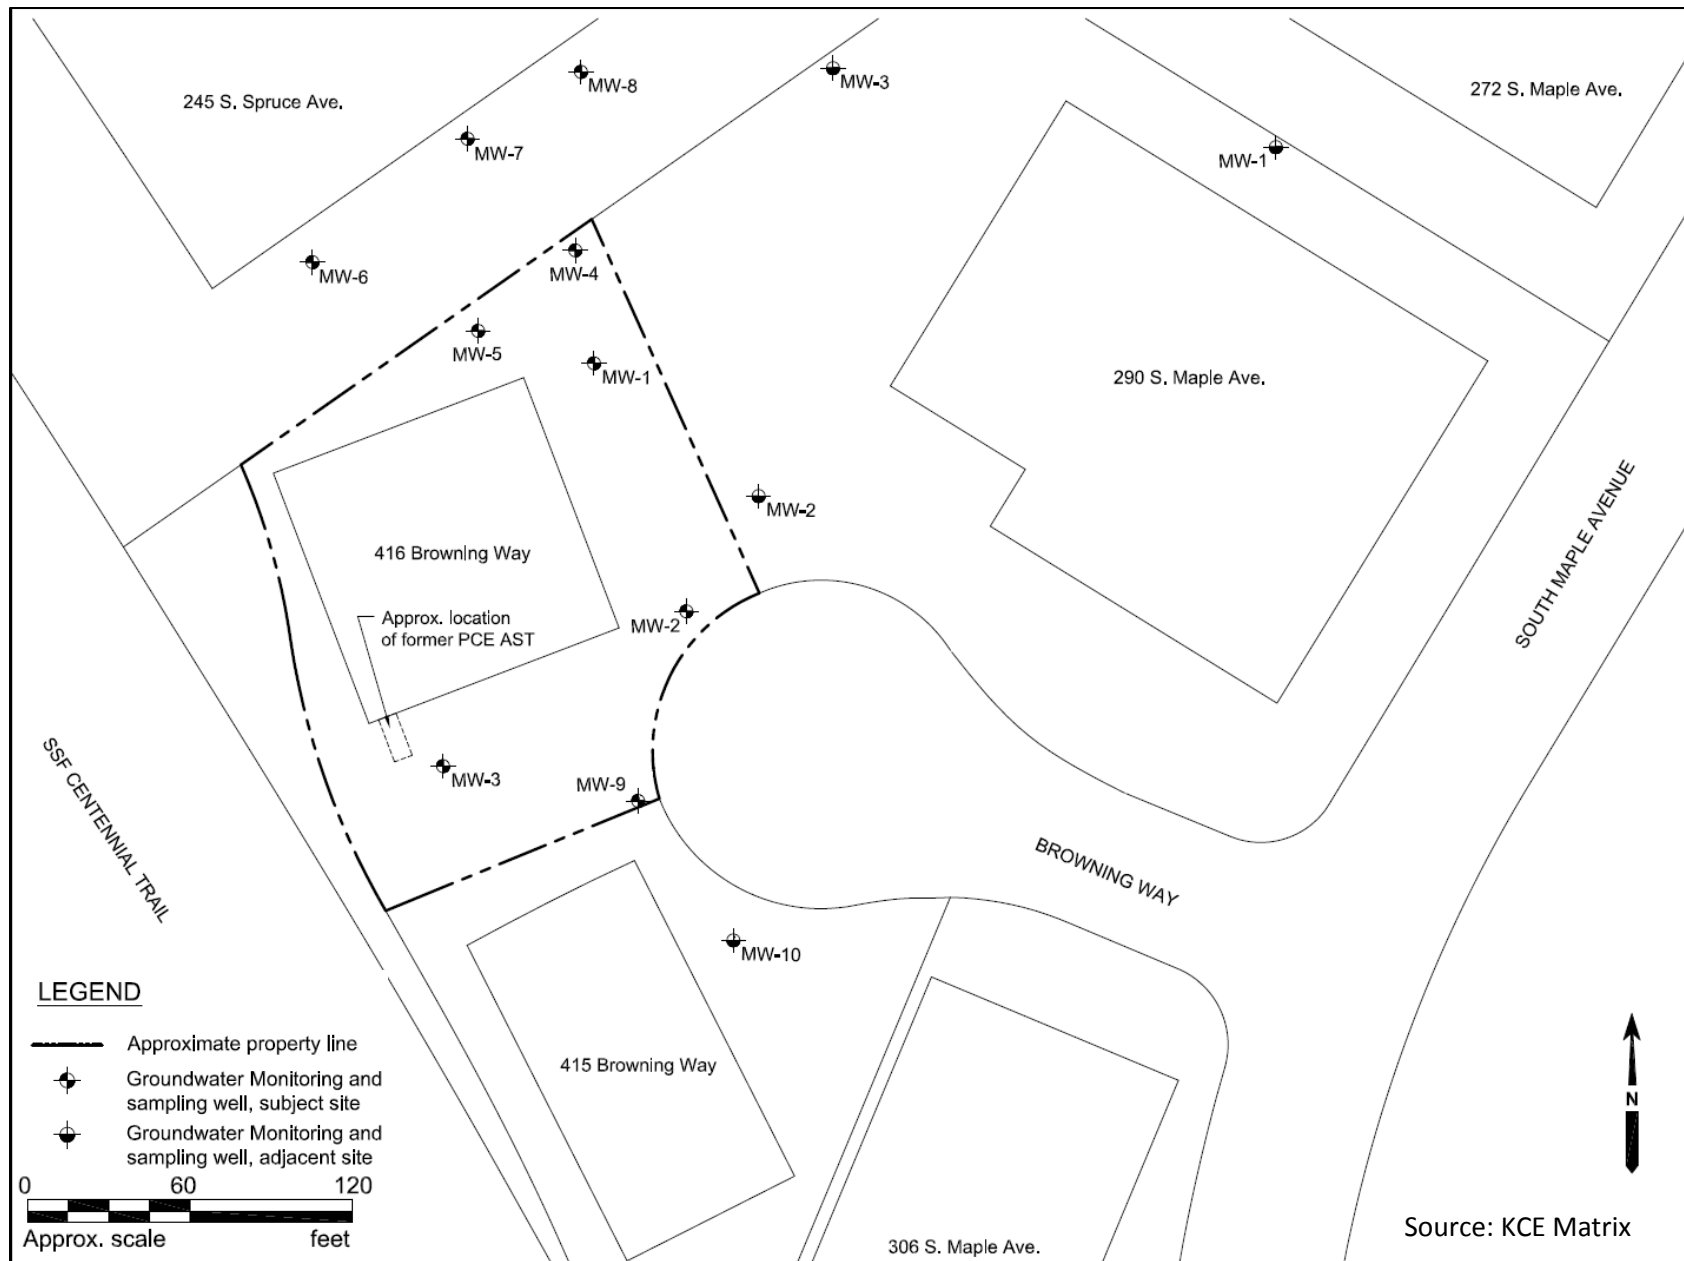 245 S. Spruce Ave.
MW-8
MW-3
272 S. Maple Ave.
MW-7
MW-1
MW-6
MW-4
MW-5
MW-1
290 S. Maple Ave.
MW-2
416 Browning Way
Approx. location
of former PCE AST
MW-2
SOUTH MAPLE AVENUE
SSF CENTENNIAL TRAIL
MW-3
MW-9
BROWNING WAY
MW-10
415 Browning Way
306 S. Maple Ave.
LEGEND
Approximate property line
Groundwater Monitoring and
sampling well, subject site
Groundwater Monitoring and
sampling well, adjacent site
0 60 120
Approx. scale feet
N
Source: KCE Matrix